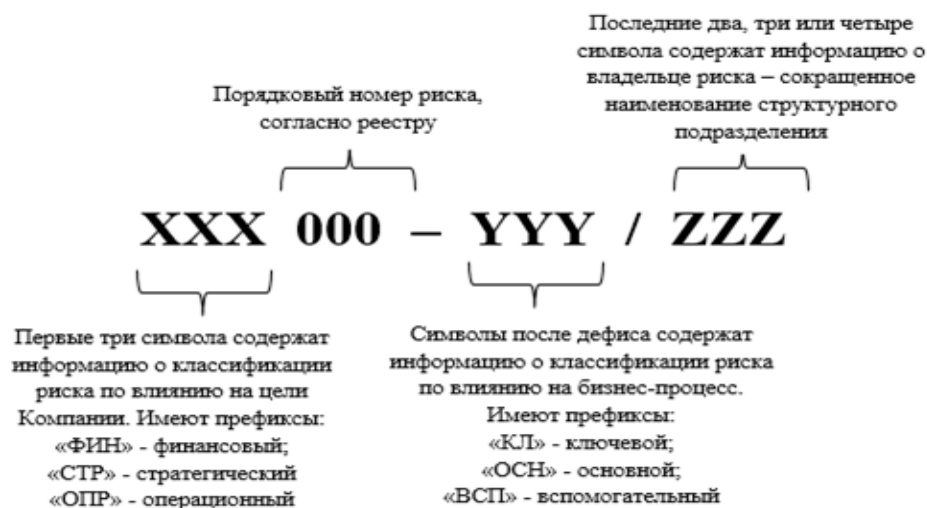 Последние два, три или четыре
символа содержат информацию о
владельце риска – сокращенное
наименование структурного
подразделения
Порядковый номер риска,
согласно реестру
XXX 000 – YYY / ZZZ
Первые три символа содержат
информацию о классификации
риска по влиянию на цели
Компании. Имеют префиксы:
«ФИН» - финансовый;
«СТР» - стратегический
«ОПР» - операционный
Символы после дефиса содержат
информацию о классификации риска
по влиянию на бизнес-процесс.
Имеют префиксы:
«КЛ» - ключевой;
«ОСН» - основной;
«ВСП» - вспомогательный